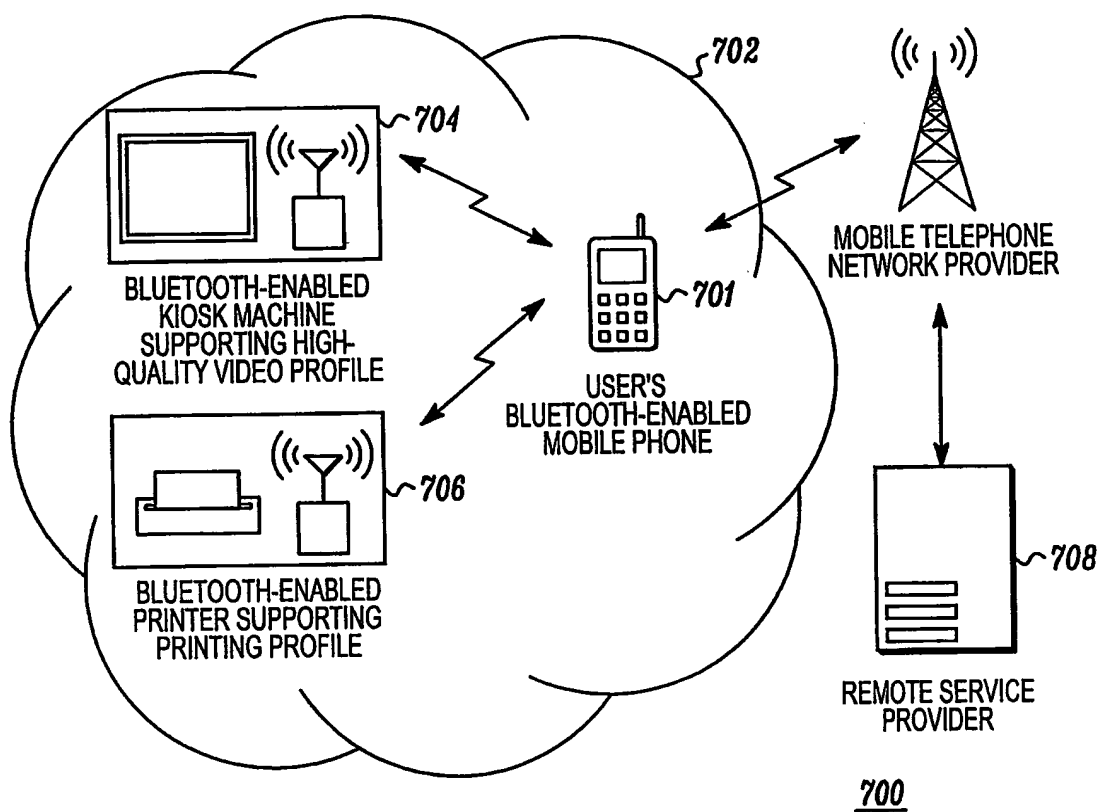 702
704
BLUETOOTH-ENABLED
KIOSK MACHINE
SUPPORTING HIGH-
QUALITY VIDEO PROFILE
701
USER'S
BLUETOOTH-ENABLED
MOBILE PHONE
MOBILE TELEPHONE
NETWORK PROVIDER
706
BLUETOOTH-ENABLED
PRINTER SUPPORTING
PRINTING PROFILE
708
REMOTE SERVICE
PROVIDER
700